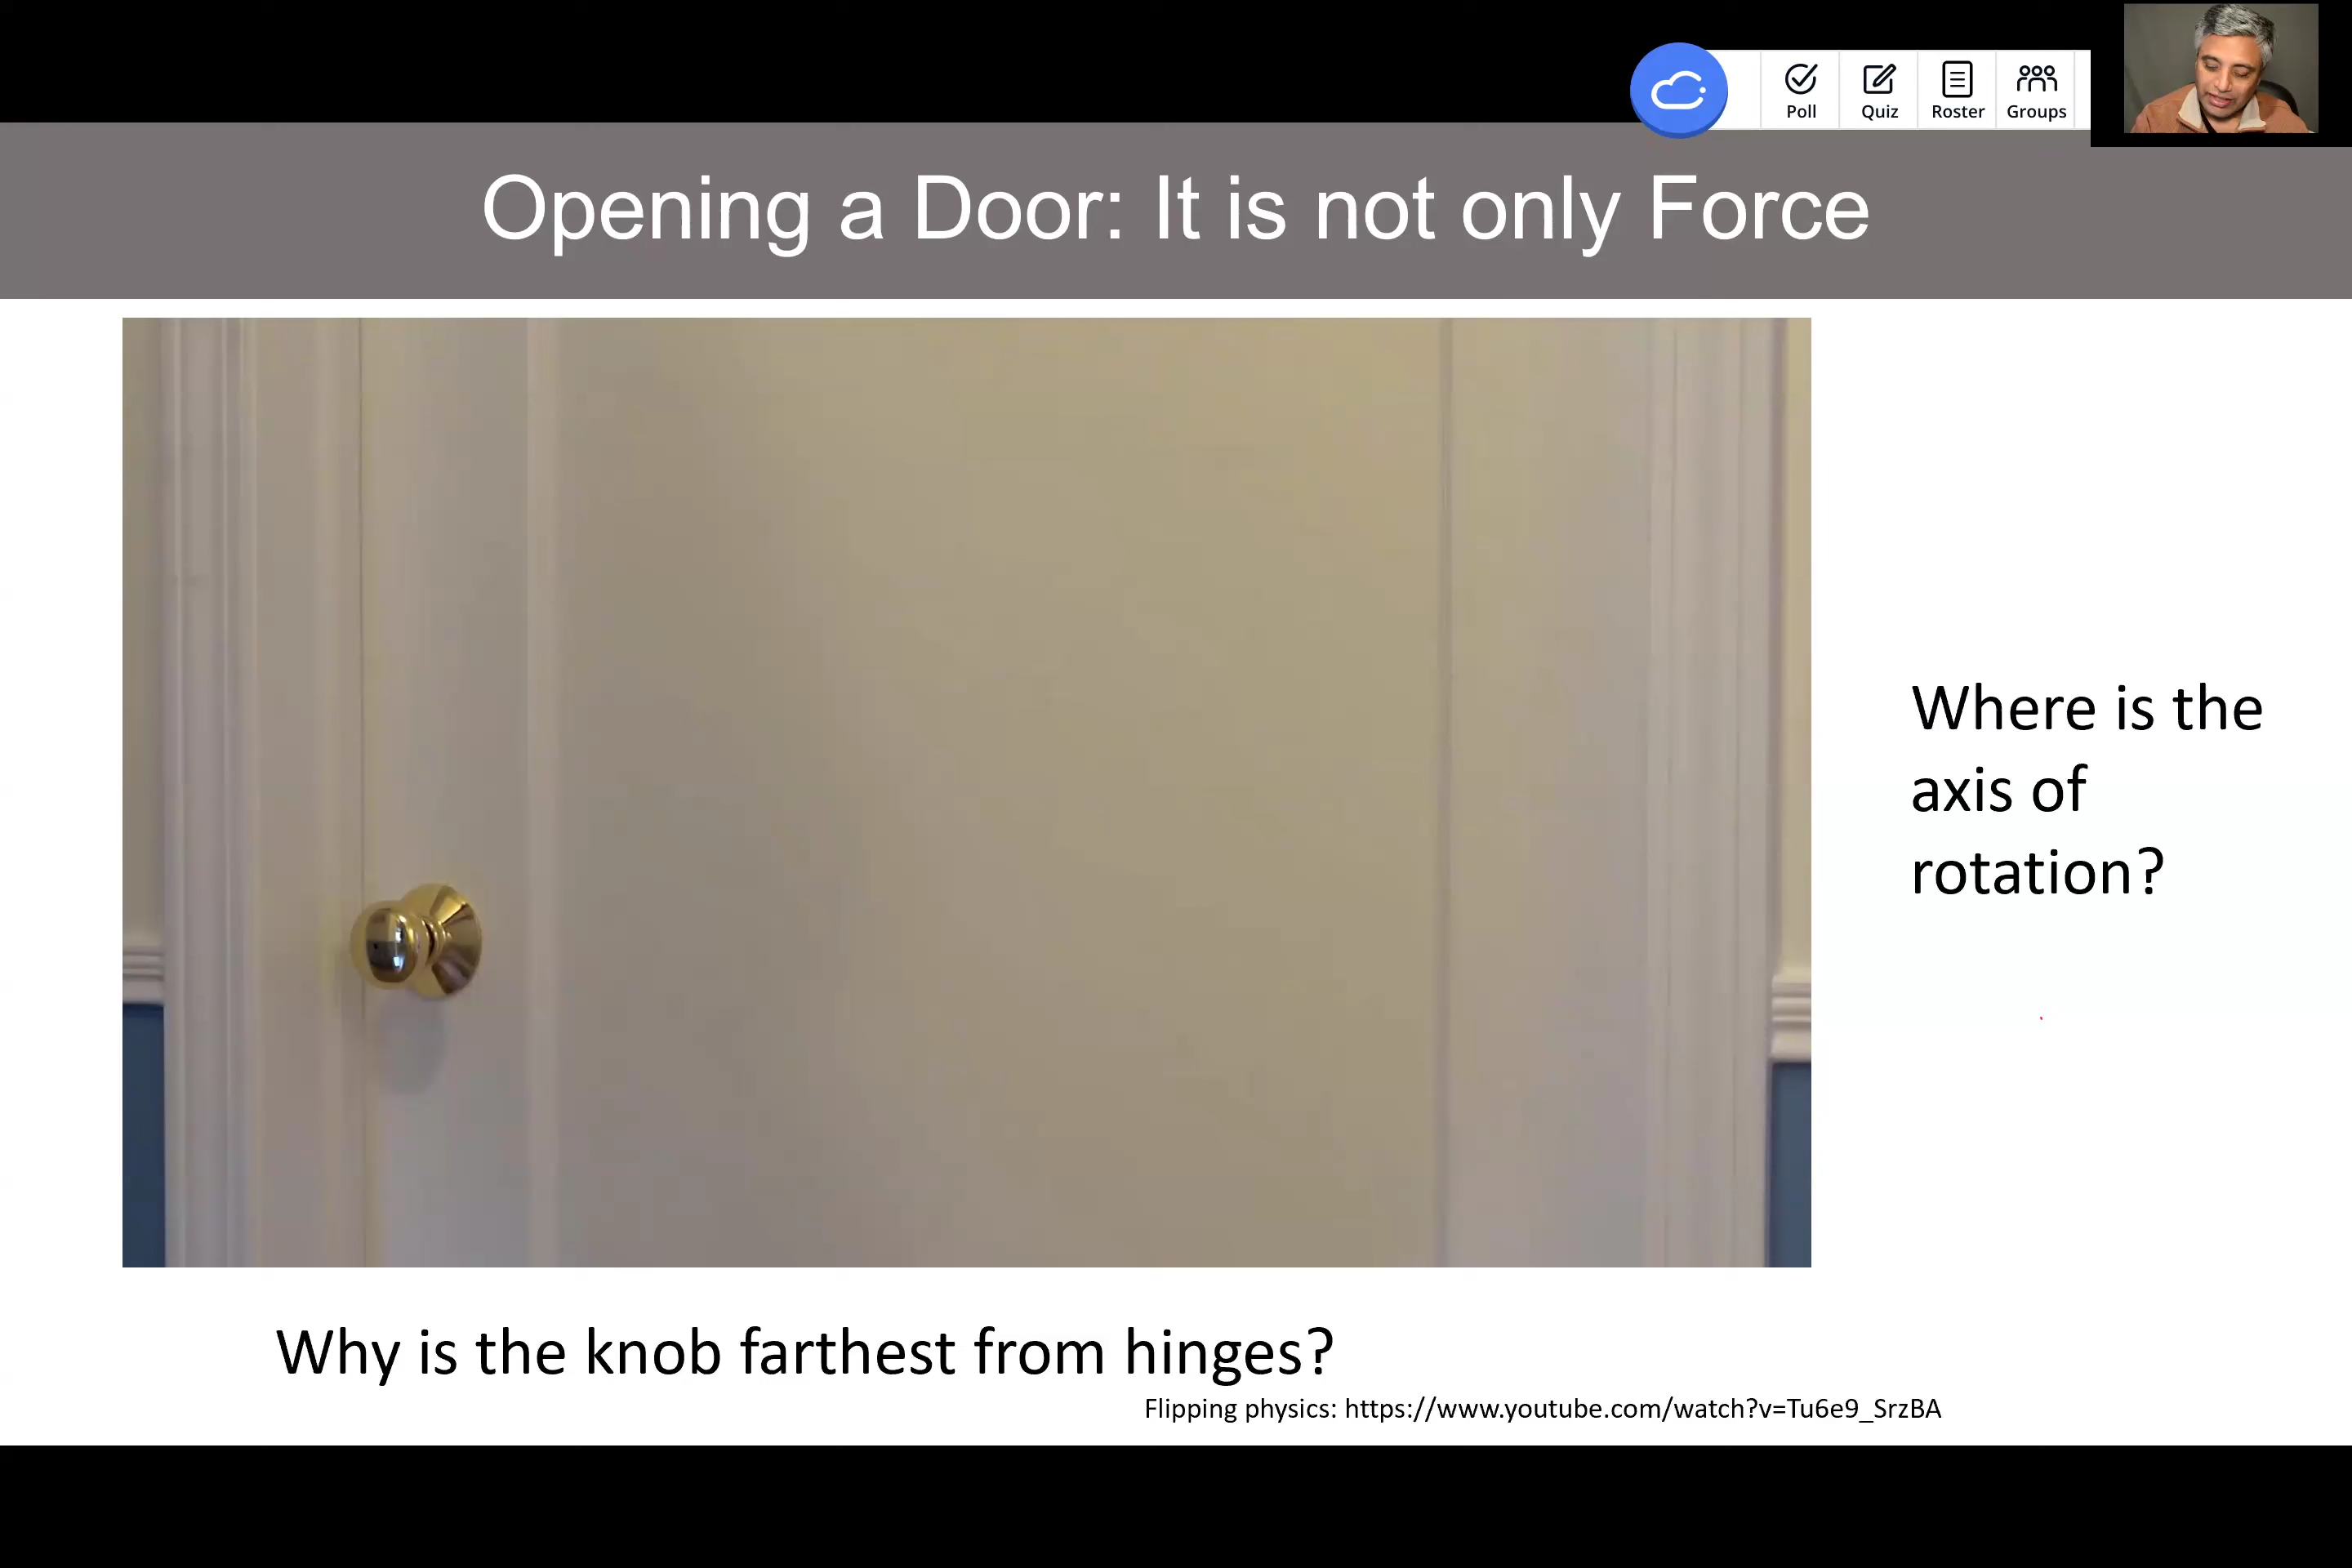 Poll
Quiz
Roster
Groups
Opening a Door: It is not only Force
Where is the
axis of
rotation?
Why is the knob farthest from hinges?
Flipping physics: https://www.youtube.com/watch?v=Tu6e9_SrzBA